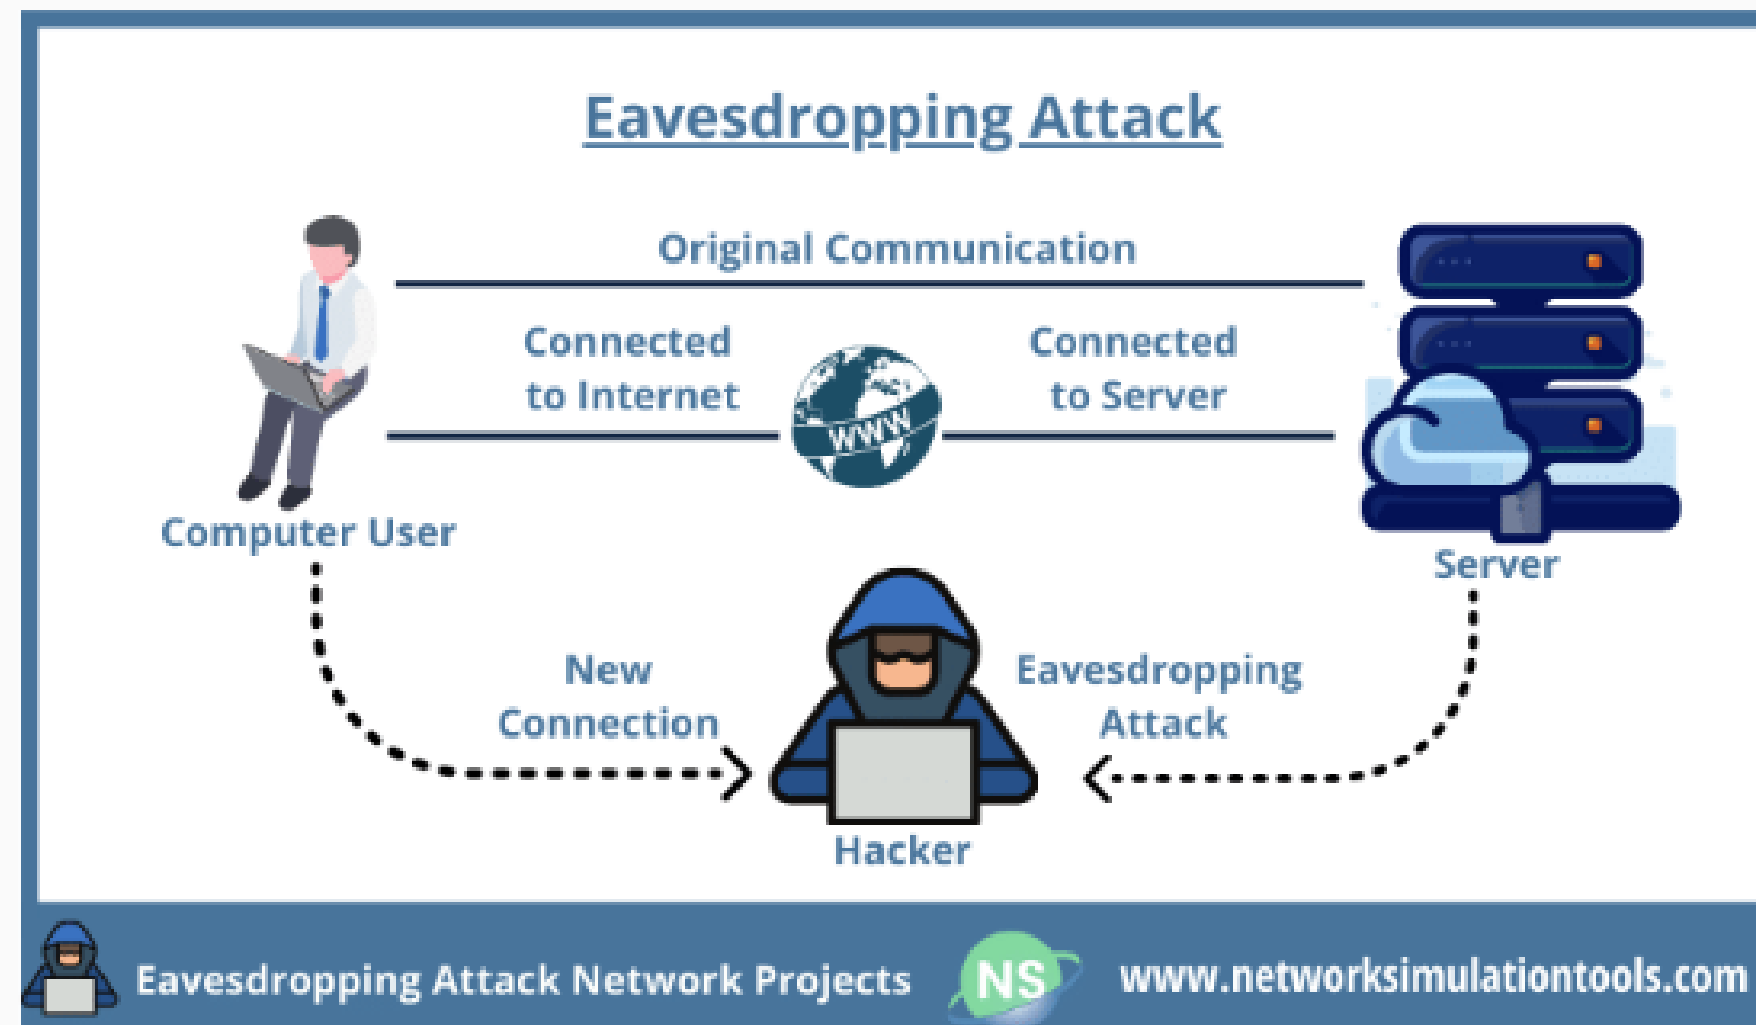 Eavesdropping Attack
Original Communication
Connected
to Internet
Connected
to Server
WWW
Computer User
Server
New
Connection
Eavesdropping
Attack
Hacker
Eavesdropping Attack Network Projects
NS
www.networksimulationtools.com